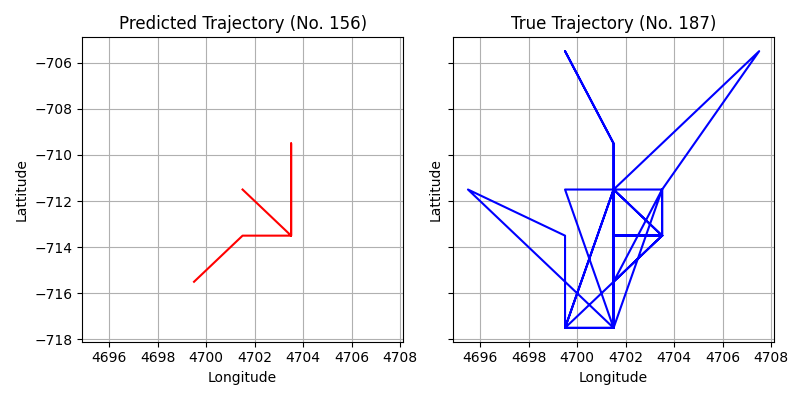 Predicted Trajectory (No. 156)
True Trajectory (No. 187)
Lattitude
−706
−708
−710
−712
−714
−716
−718
4696 4698 4700 4702 4704 4706 4708
Longitude
Lattitude
4696 4698 4700 4702 4704 4706 4708
Longitude